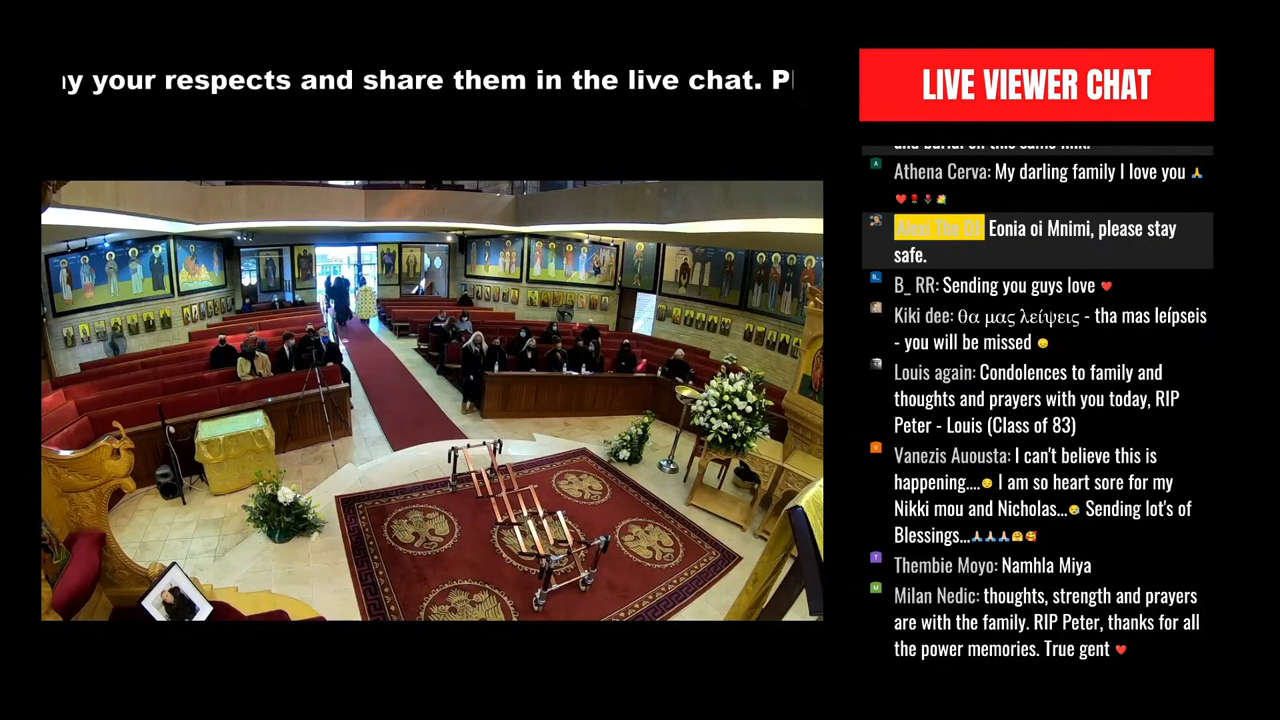 y your respects and share them in the live chat. P
LIVE VIEWER CHAT
Athena Cerva: My darling family I love you 🙏
❤️🌹🌷💐
Alexi The DJ Eonia oi Mnimi, please stay
safe.
B_ RR: Sending you guys love ❤️
Kiki dee: θα μας λείψεις - tha mas leípseis
- you will be missed 😞
Louis again: Condolences to family and
thoughts and prayers with you today, RIP
Peter - Louis (Class of 83)
Vanezis Auousta: I can't believe this is
happening....😔 I am so heart sore for my
Nikki mou and Nicholas...😢 Sending lot's of
Blessings...🙏🙏🙏🤗🥰
Thembie Moyo: Namhla Miya
Milan Nedic: thoughts, strength and prayers
are with the family. RIP Peter, thanks for all
the power memories. True gent ❤️